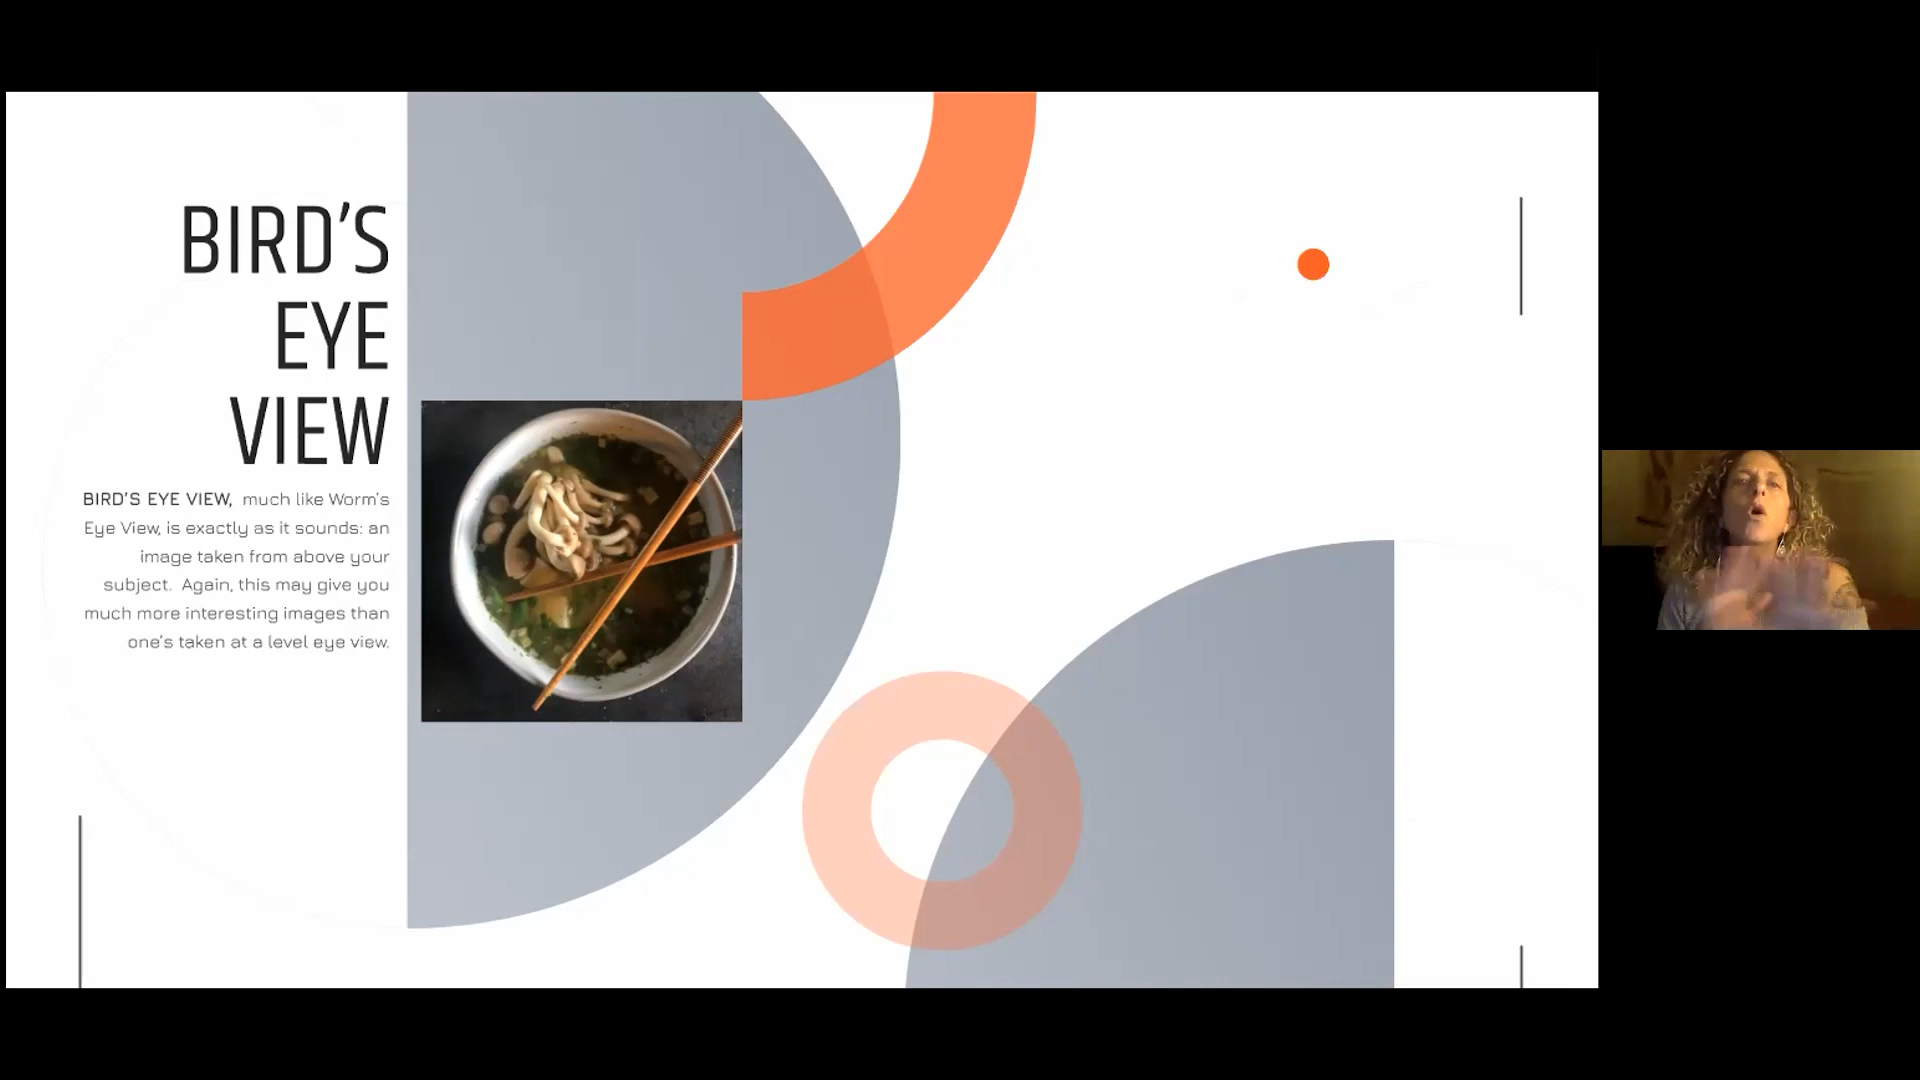 BIRD’S
EYE
VIEW
BIRD’S EYE VIEW, much like Worm’s
Eye View, is exactly as it sounds: an
image taken from above your
subject. Again, this may give you
much more interesting images than
one’s taken at a level eye view.